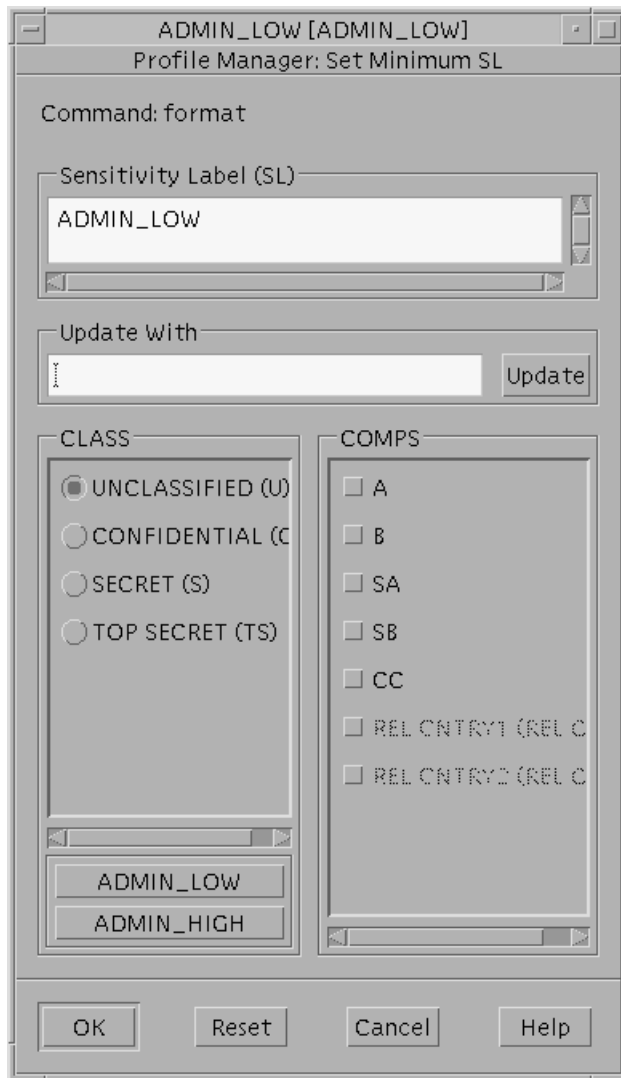 ADMIN_LOW [ADMIN_LOW]
Profile Manager: Set Minimum SL
Command: format
Sensitivity Label (SL)
ADMIN_LOW
Update With
Update
CLASS
UNCLASSIFIED (U)
CONFIDENTIAL (C
SECRET (S)
TOP SECRET (TS)
ADMIN_LOW
ADMIN_HIGH
COMPS
A
B
SA
SB
CC
REL CNTRY1 (REL C
REL CNTRY2 (REL C
OK Reset Cancel Help